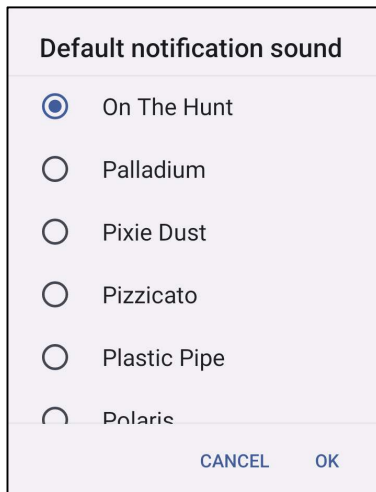 Default notification sound
On The Hunt
Palladium
Pixie Dust
Pizzicato
Plastic Pipe
Polaris
CANCEL OK